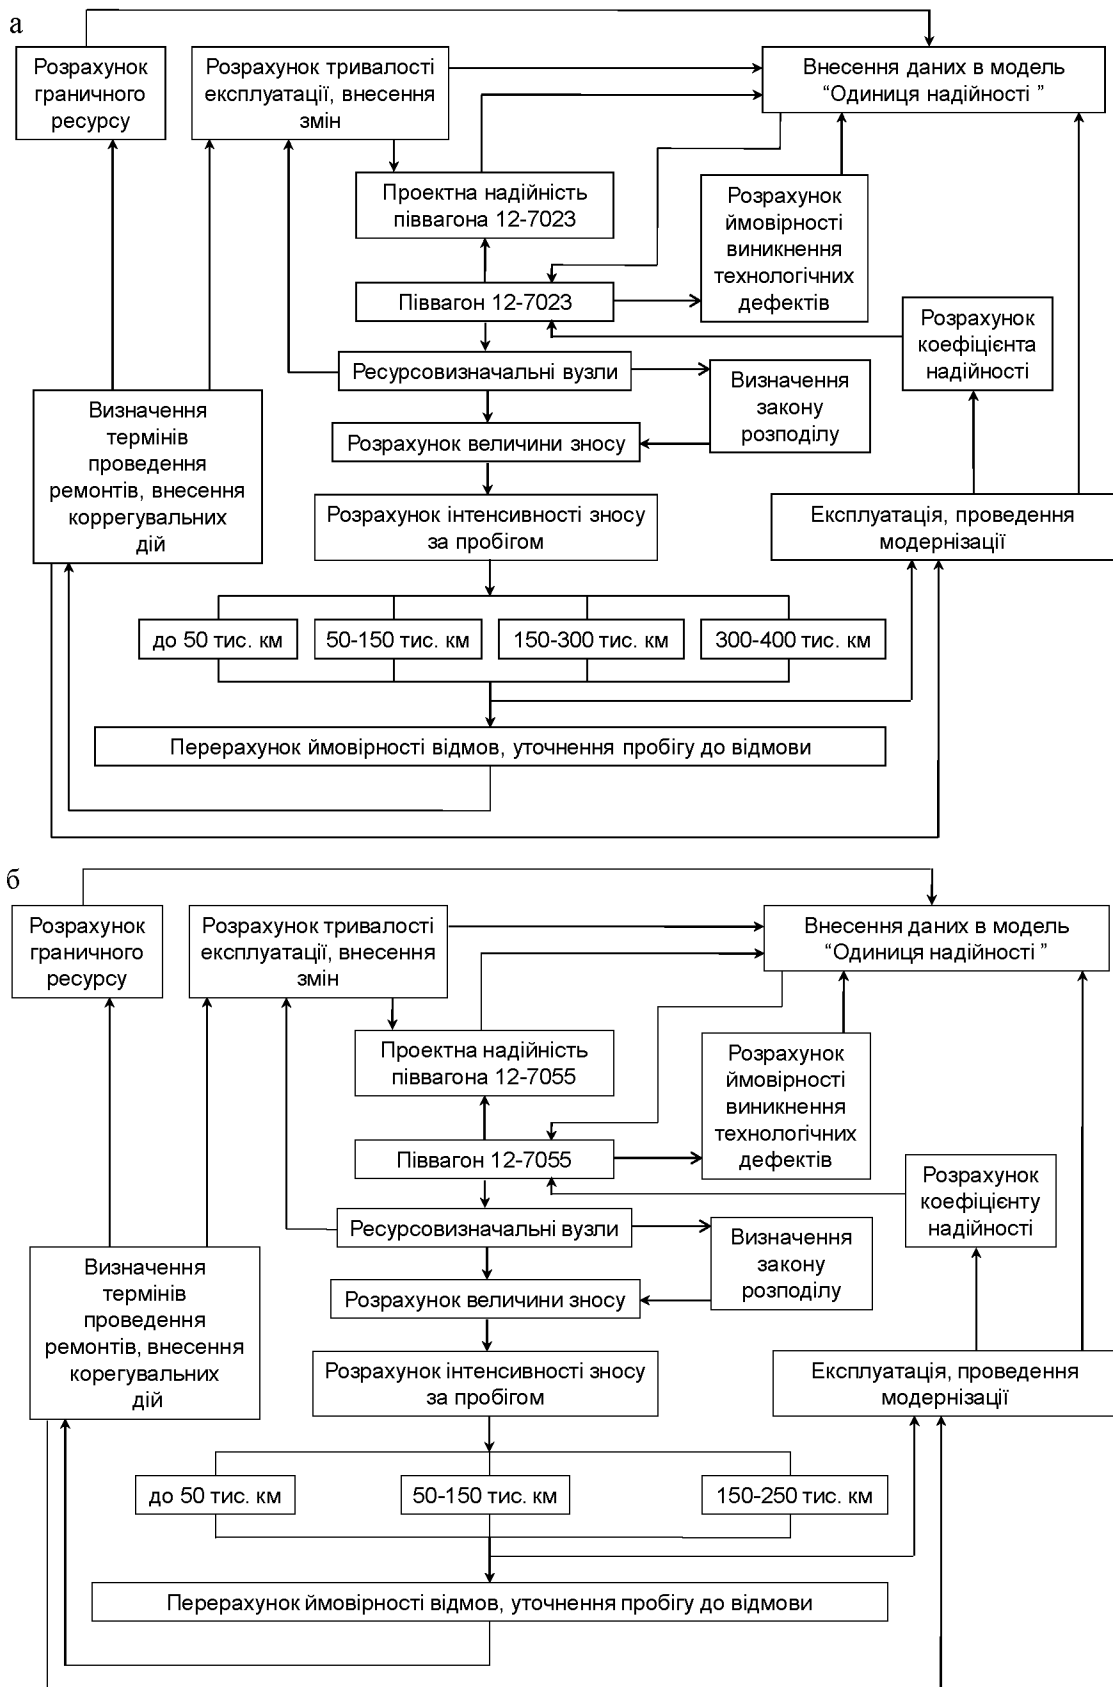 а
Розрахунок
граничного
ресурсу
Розрахунок тривалості
експлуатації, внесення
змін
Внесення даних в модель
“Одиниця надійності ”
Проектна надійність
піввагона 12-7023
Розрахунок
ймовірності
виникнення
технологічних
дефектів
Піввагон 12-7023
Розрахунок
коефіцієнта
надійності
Ресурсовизначальні вузли
Визначення
закону
розподілу
Визначення
термінів
проведення
ремонтів, внесення
коррегувальних
дій
Розрахунок величини зносу
Розрахунок інтенсивності зносу
за пробігом
Експлуатація, проведення
модернізації
до 50 тис. км
50-150 тис. км
150-300 тис. км
300-400 тис. км
Перерахунок ймовірності відмов, уточнення пробігу до відмови
б
Розрахунок
граничного
ресурсу
Розрахунок тривалості
експлуатації, внесення
змін
Внесення даних в модель
“Одиниця надійності ”
Проектна надійність
піввагона 12-7055
Розрахунок
ймовірності
виникнення
технологічних
дефектів
Піввагон 12-7055
Розрахунок
коефіцієнту
надійності
Ресурсовизначальні вузли
Визначення
закону
розподілу
Визначення
термінів
проведення
ремонтів, внесення
корегувальних
дій
Розрахунок величини зносу
Розрахунок інтенсивності зносу
за пробігом
Експлуатація, проведення
модернізації
до 50 тис. км
50-150 тис. км
150-250 тис. км
Перерахунок ймовірності відмов, уточнення пробігу до відмови